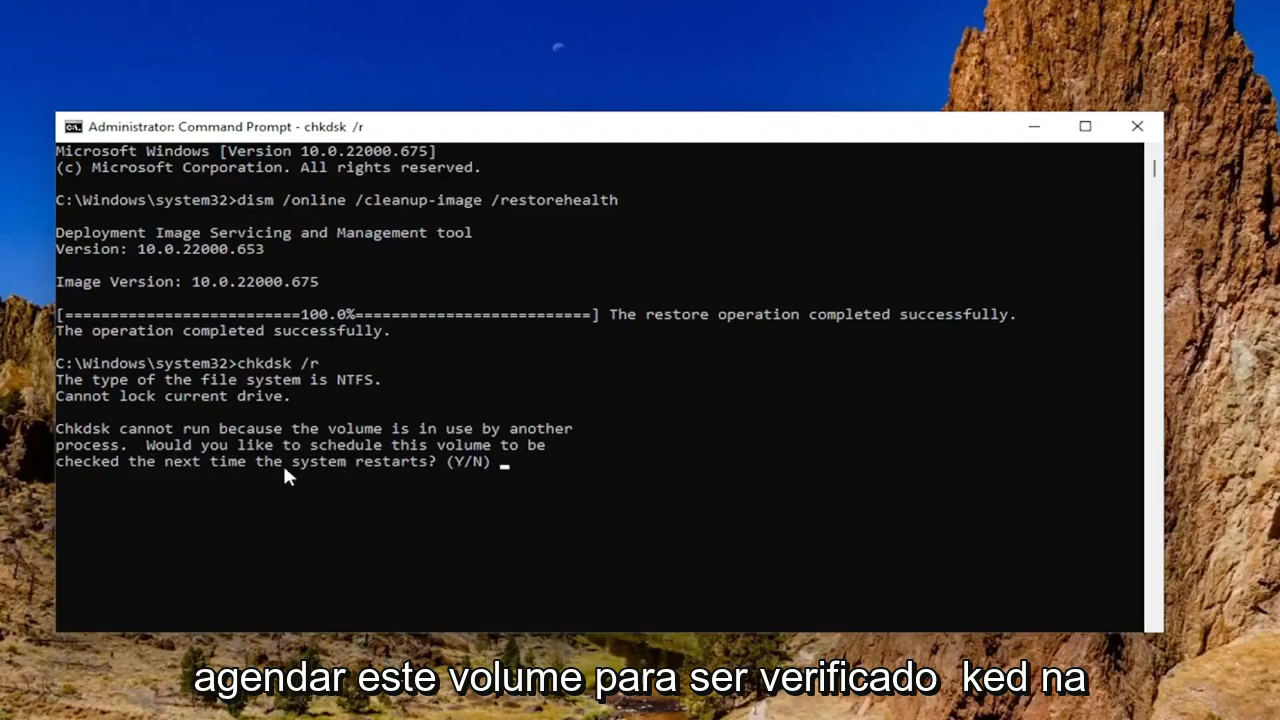 Administrator: Command Prompt - chkdsk /r
Microsoft Windows [Version 10.0.22000.675]
(c) Microsoft Corporation. All rights reserved.
C:\Windows\system32>dism /online /cleanup-image /restorehealth
Deployment Image Servicing and Management tool
Version: 10.0.22000.653
Image Version: 10.0.22000.675
[==========================100.0%==========================] The restore operation completed successfully.
The operation completed successfully.
C:\Windows\system32>chkdsk /r
The type of the file system is NTFS.
Cannot lock current drive.
Chkdsk cannot run because the volume is in use by another
process.  Would you like to schedule this volume to be
checked the next time the system restarts? (Y/N)
agendar este volume para ser verificado  ked na